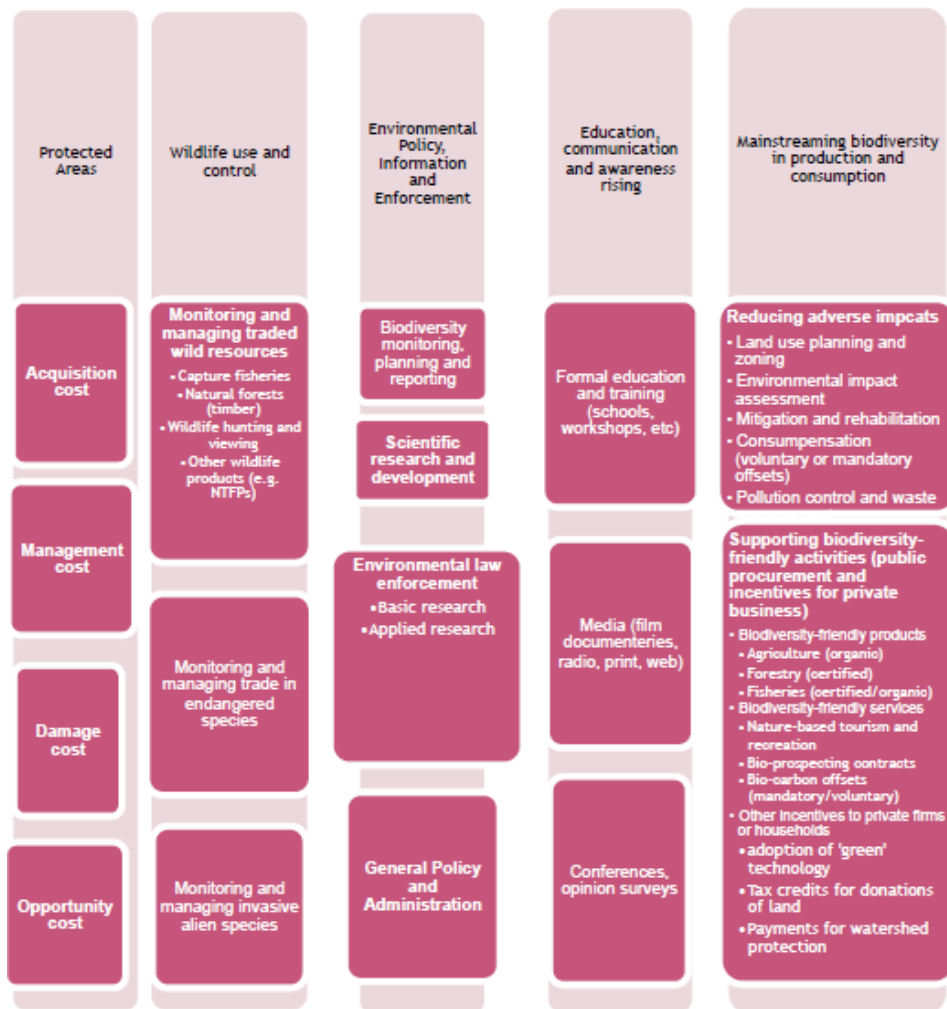 Protected
Areas
Acquisition
cost
Management
cost
Damage
cost
Opportunity
cost
Wildlife use and
control
Monitoring and
managing traded
wild resources
• Capture fisheries
• Natural forests
(timber)
• Wildlife hunting and
viewing
• Other wildlife
products (e.g.
NTFPs)
Monitoring and
managing trade in
endangered
species
Monitoring and
managing invasive
alien species
Environmental
Policy,
Information
and
Enforcement
Biodiversity
monitoring,
planning and
reporting
Scientific
research and
development
Environmental law
enforcement
•Basic research
•Applied research
General Policy
and
Administration
Education,
communication
and awareness
rising
Formal education
and training
(schools,
workshops, etc)
Media (film
documenteries,
radio, print, web)
Conferences,
opinion surveys
Mainstreaming biodiversity
in production and
consumption
Reducing adverse impcats
• Land use planning and
zoning
• Environmental impact
assessment
• Mitigation and rehabilitation
• Consumpensation
(voluntary or mandatory
offsets)
• Pollution control and waste
Supporting biodiversity-
friendly activities (public
procurement and
incentives for private
business)
• Biodiversity-friendly products
• Agriculture (organic)
• Forestry (certified)
• Fisheries (certified/organic)
• Biodiversity-friendly services
• Nature-based tourism and
recreation
• Bio-prospecting contracts
• Bio-carbon offsets
(mandatory/voluntary)
• Other incentives to private firms
or households
•adoption of 'green'
technology
•Tax credits for donations
of land
•Payments for watershed
protection